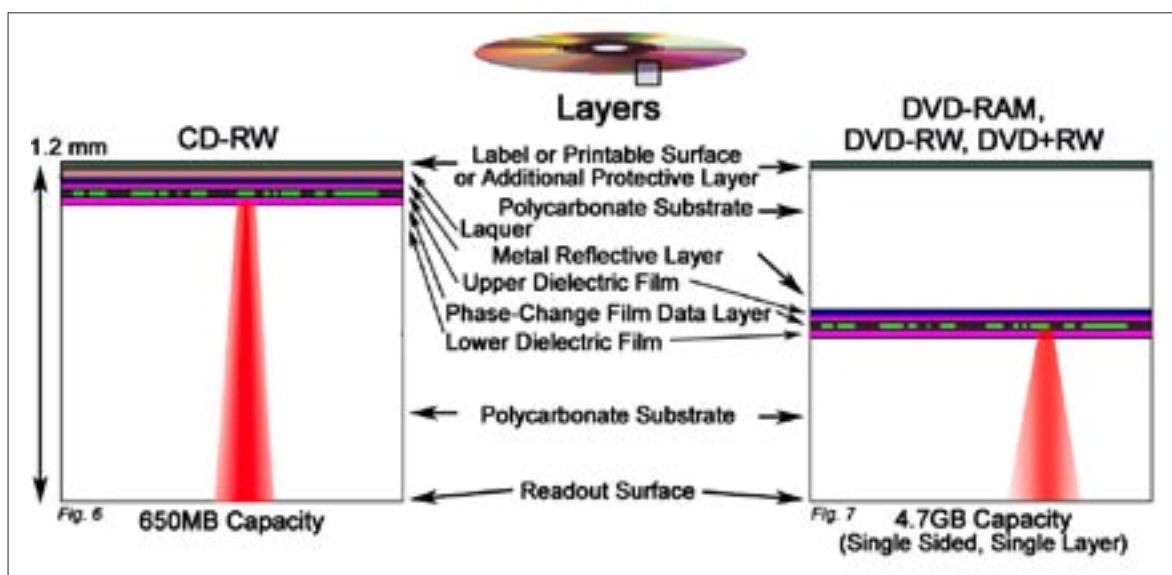 Layers
CD-RW
1.2 mm
DVD-RAM,
DVD-RW, DVD+RW
Label or Printable Surface
or Additional Protective Layer
Polycarbonate Substrate
Laquer
Metal Reflective Layer
Upper Dielectric Film
Phase-Change Film Data Layer
Lower Dielectric Film
Polycarbonate Substrate
Readout Surface
Fig. 6
650MB Capacity
Fig. 7
4.7GB Capacity
(Single Sided, Single Layer)